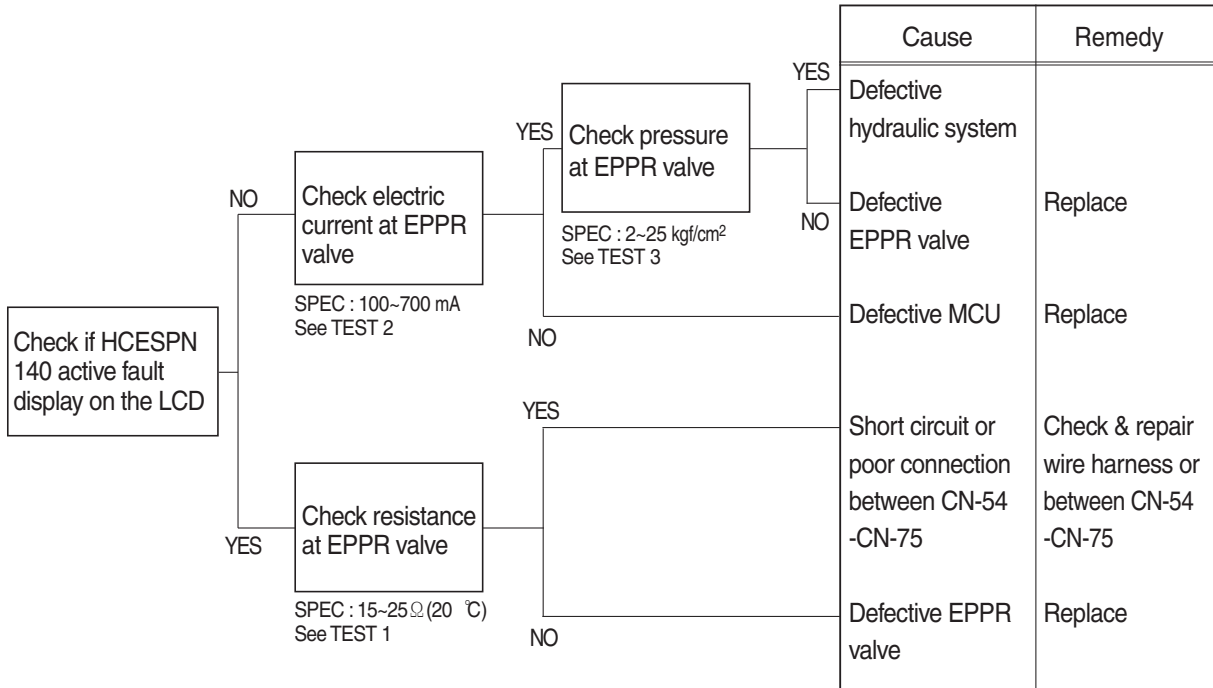 Check if HCESPN
140 active fault
display on the LCD
NO
YES
Check electric
current at EPPR
valve
SPEC : 100~700 mA
See TEST 2
Check resistance
at EPPR valve
SPEC : 15~25Ω(20 ℃)
See TEST 1
YES
NO
Check pressure
at EPPR valve
SPEC : 2~25 kgf/cm²
See TEST 3
YES
NO
YES
NO
Cause Remedy
Defective
hydraulic system
Defective
EPPR valve
Replace
Defective MCU Replace
Short circuit or
poor connection
between CN-54
-CN-75
Check & repair
wire harness or
between CN-54
-CN-75
Defective EPPR
valve
Replace